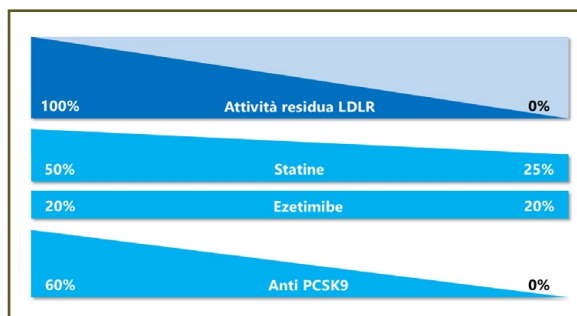 100% Attività residua LDLR 0%
50% Statine 25%
20% Ezetimibe 20%
60% Anti PCSK9 0%